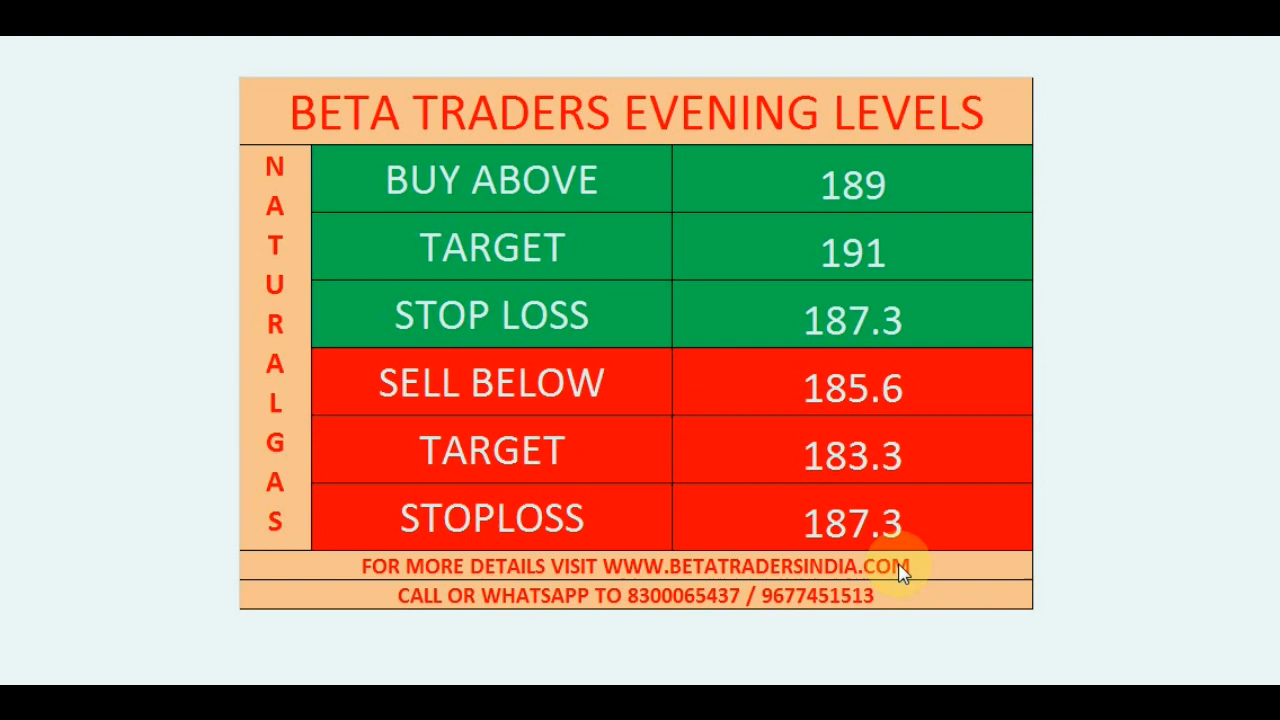 BETA TRADERS EVENING LEVELS
NATURALGAS
BUY ABOVE 189
TARGET 191
STOP LOSS 187.3
SELL BELOW 185.6
TARGET 183.3
STOPLOSS 187.3
FOR MORE DETAILS VISIT WWW.BETATRADERSINDIA.COM
CALL OR WHATSAPP TO 8300065437 / 9677451513